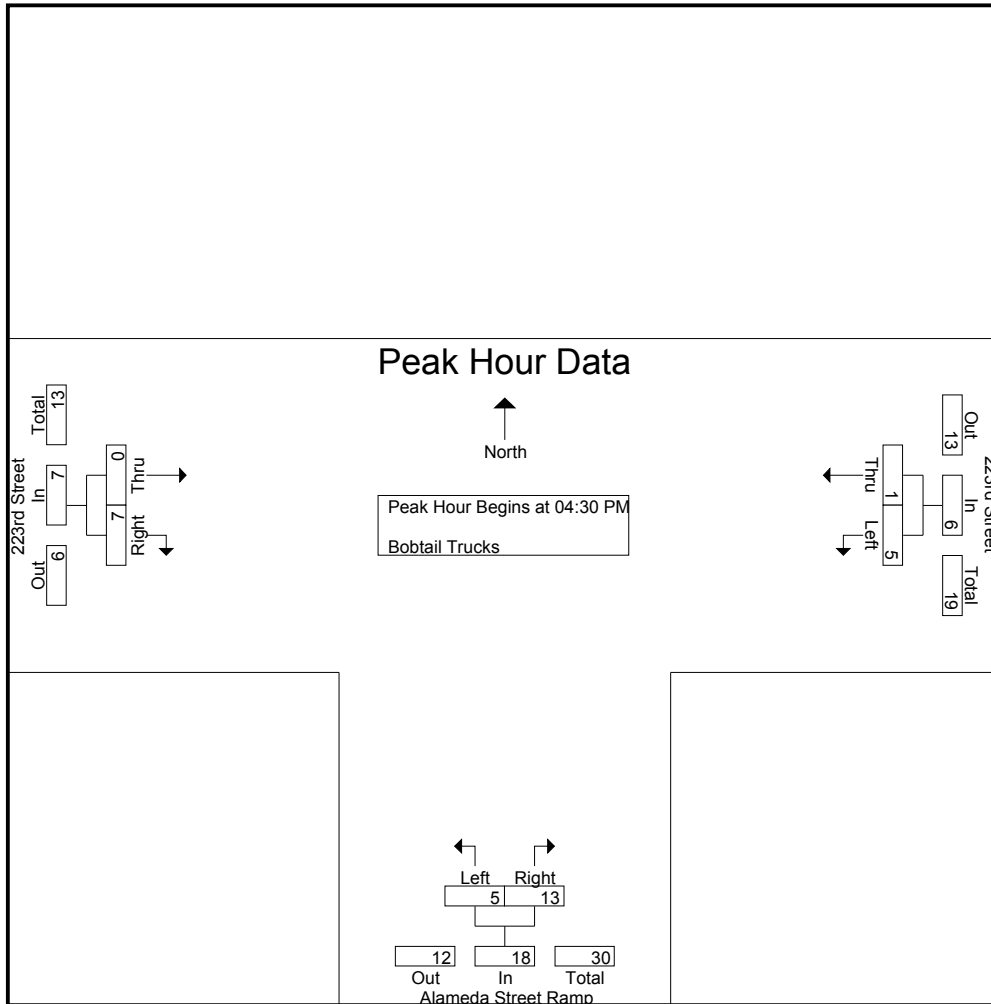 Peak Hour Data
North
Peak Hour Begins at 04:30 PM
Bobtail Trucks
223rd Street
Total
13
In
7
Out
6
Thru
0
Right
7
223rd Street
Out
13
In
6
Total
19
Thru
1
Left
5
Left
Right
5
13
12
18
30
Out
In
Total
Alameda Street Ramp